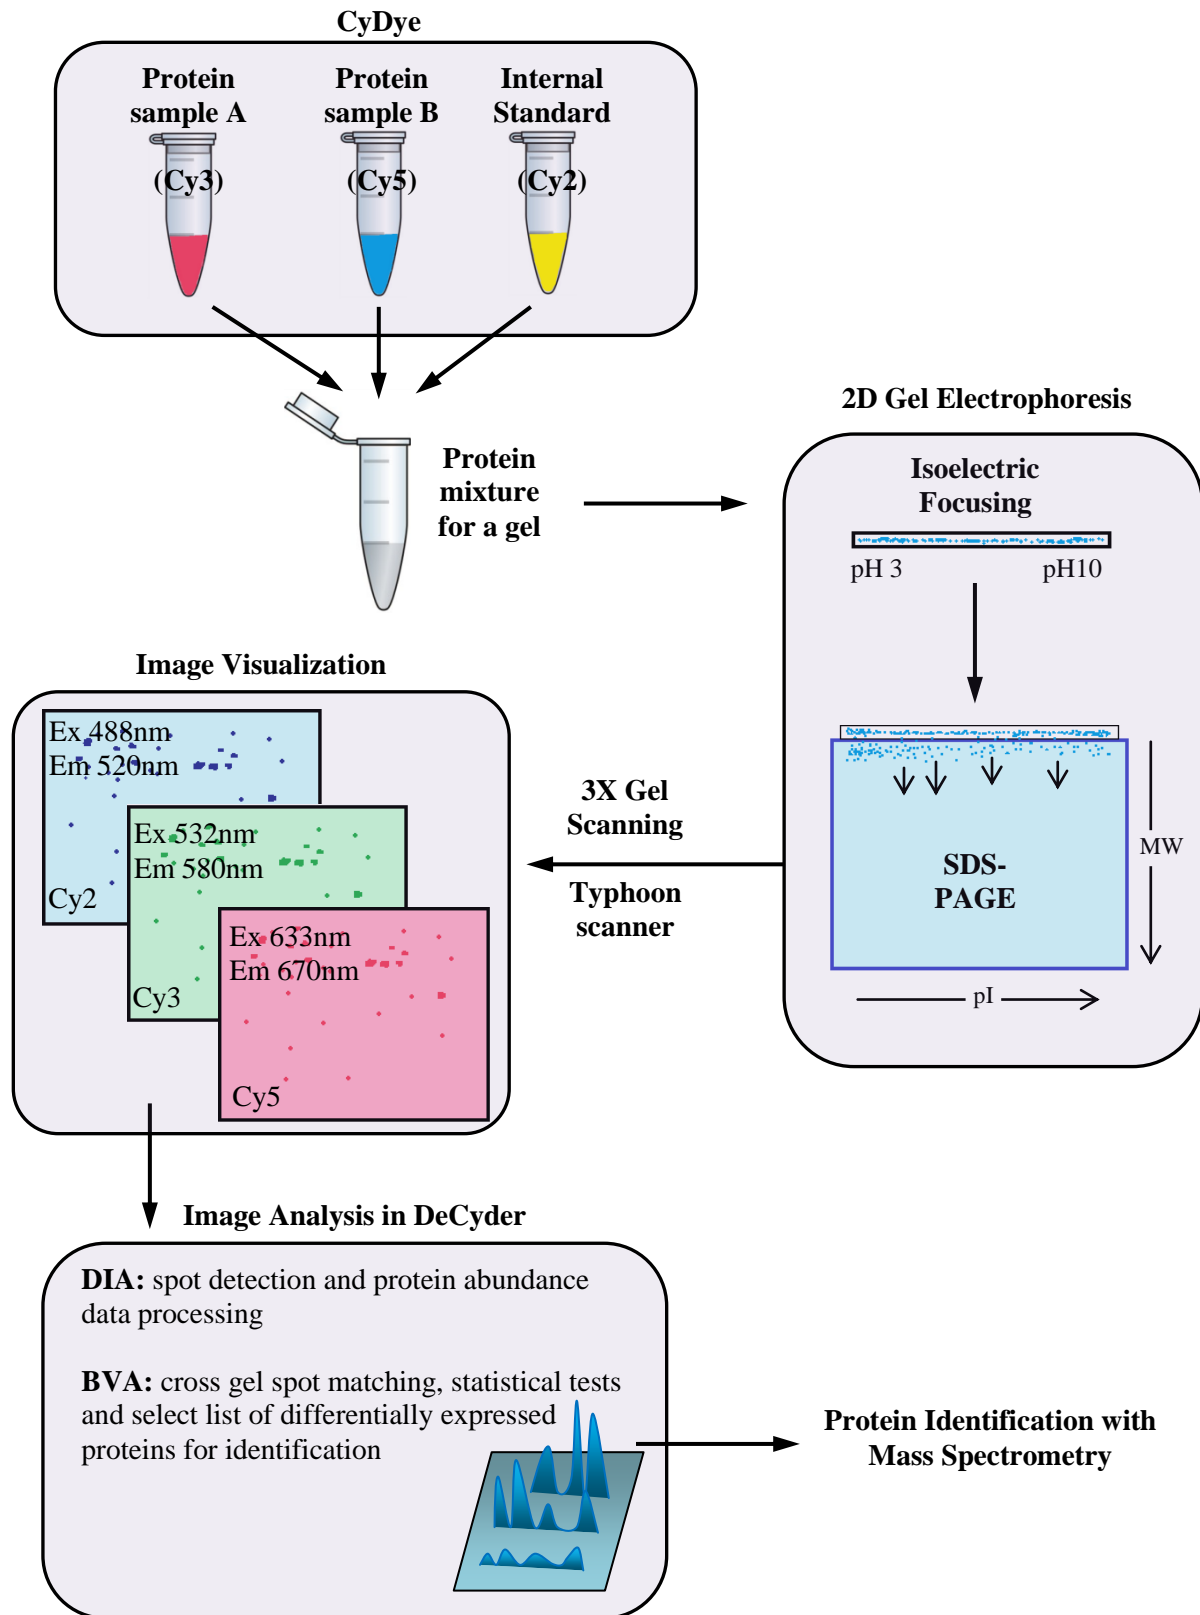 CyDye
Protein
sample A
(Cy3)
Protein
sample B
(Cy5)
Internal
Standard
(Cy2)
Protein
mixture
for a gel
2D Gel Electrophoresis
Isoelectric
Focusing
pH 3
pH10
SDS-
PAGE
MW
pI
3X Gel
Scanning
Typhoon
scanner
Image Visualization
Ex 488nm
Em 520nm
Cy2
Ex 532nm
Em 580nm
Cy3
Ex 633nm
Em 670nm
Cy5
Image Analysis in DeCyder
DIA: spot detection and protein abundance
data processing
BVA: cross gel spot matching, statistical tests
and select list of differentially expressed
proteins for identification
Protein Identification with
Mass Spectrometry